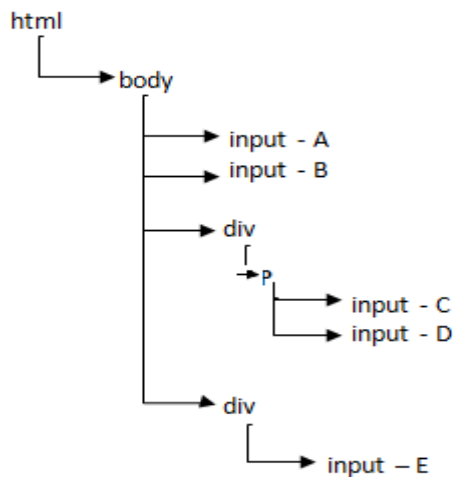 html
body
input - A
input - B
div
P
input - C
input - D
div
input – E